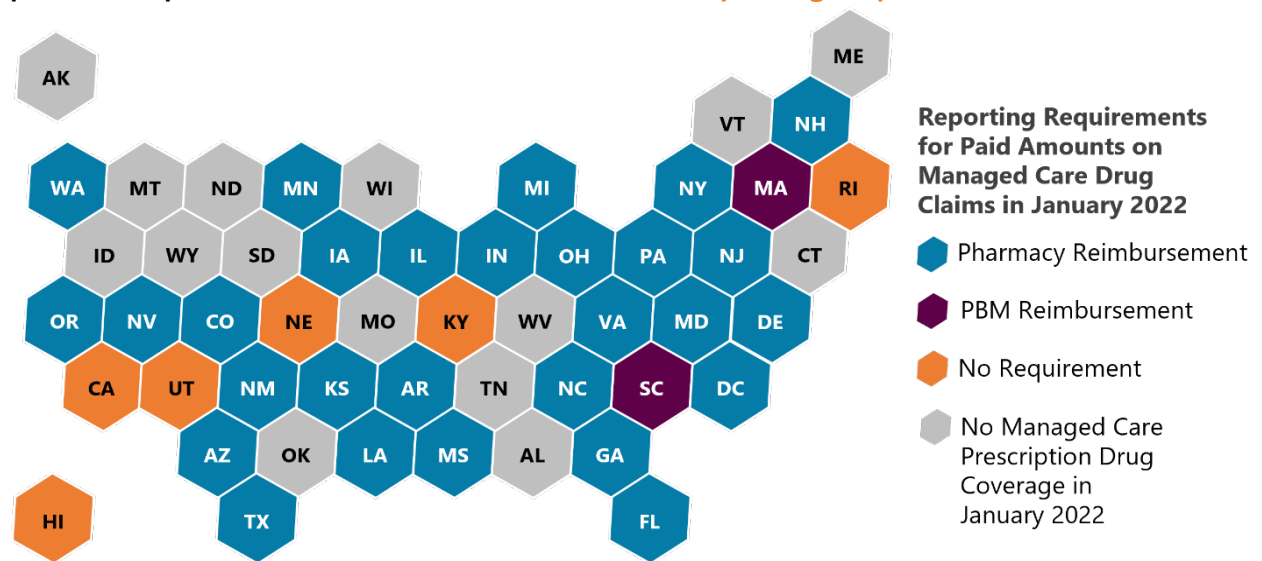 AK
ME
VT NH
WA MT ND MN WI MI NY MA RI
ID WY SD IA IL IN OH PA NJ CT
OR NV CO NE MO KY WV VA MD DE
CA UT NM KS AR TN NC SC DC
AZ OK LA MS AL GA
HI TX FL
Reporting Requirements
for Paid Amounts on
Managed Care Drug
Claims in January 2022
Pharmacy Reimbursement
PBM Reimbursement
No Requirement
No Managed Care
Prescription Drug
Coverage in
January 2022